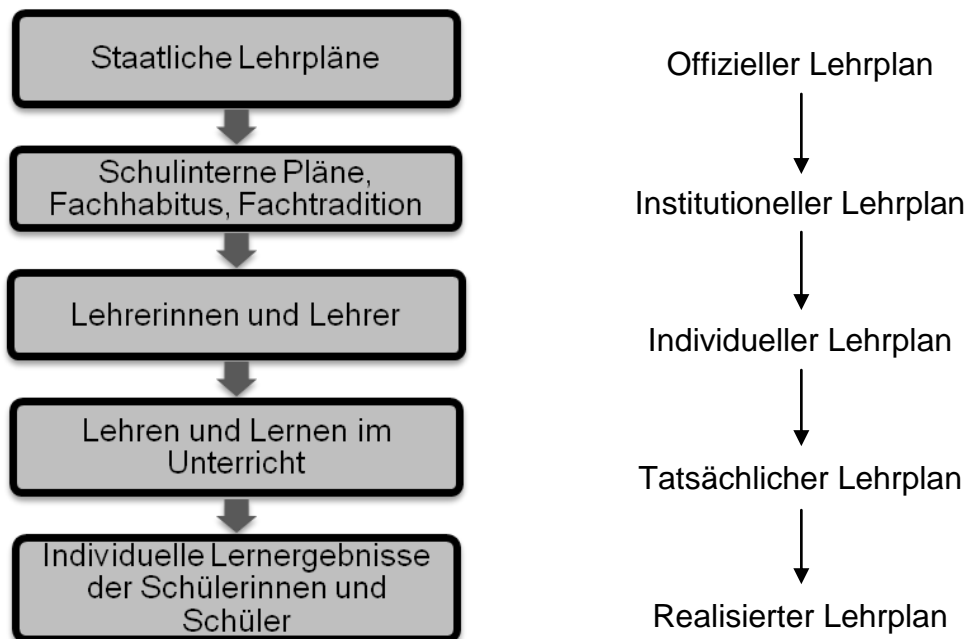 Staatliche Lehrpläne
Offizieller Lehrplan
Schulinterne Pläne,
Fachhabitus, Fachtradition
Institutioneller Lehrplan
Lehrerinnen und Lehrer
Individueller Lehrplan
Lehren und Lernen im
Unterricht
Tatsächlicher Lehrplan
Individuelle Lernergebnisse
der Schülerinnen und
Schüler
Realisierter Lehrplan